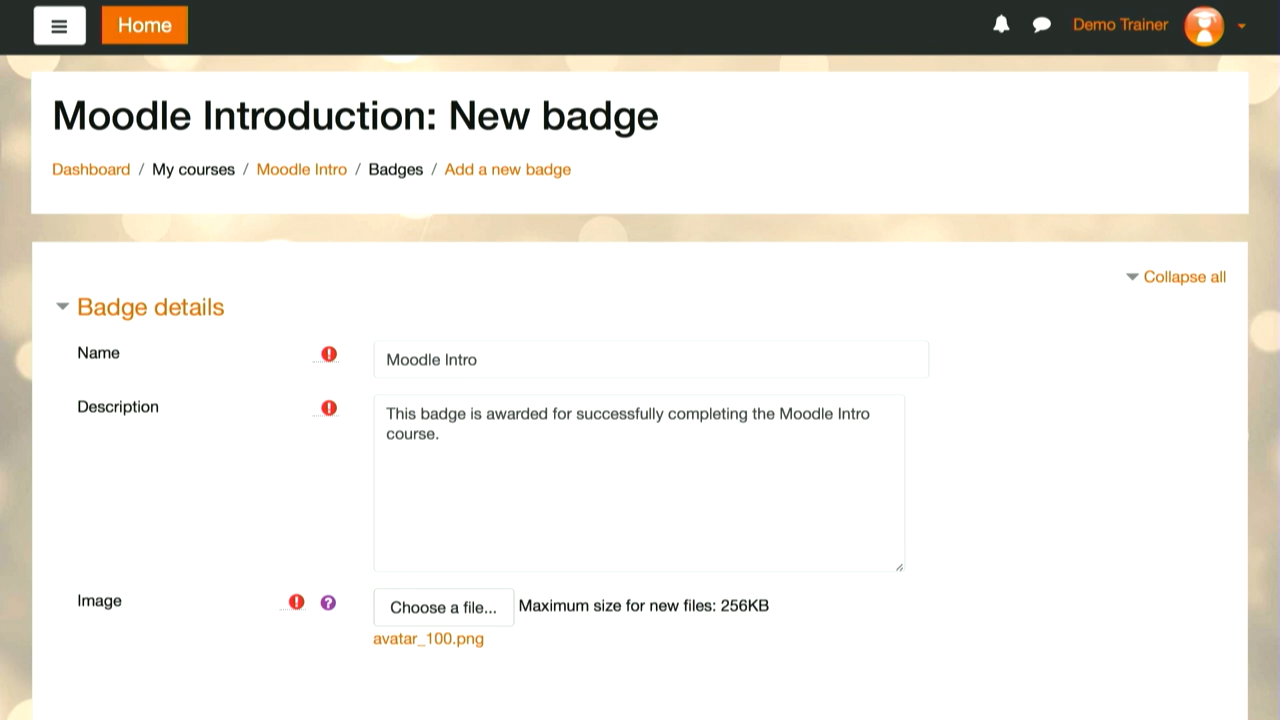 Home
Demo Trainer
Moodle Introduction: New badge
Dashboard / My courses / Moodle Intro / Badges / Add a new badge
Collapse all
Badge details
Name
Moodle Intro
Description
This badge is awarded for successfully completing the Moodle Intro
course.
Image
Choose a file...
Maximum size for new files: 256KB
avatar_100.png